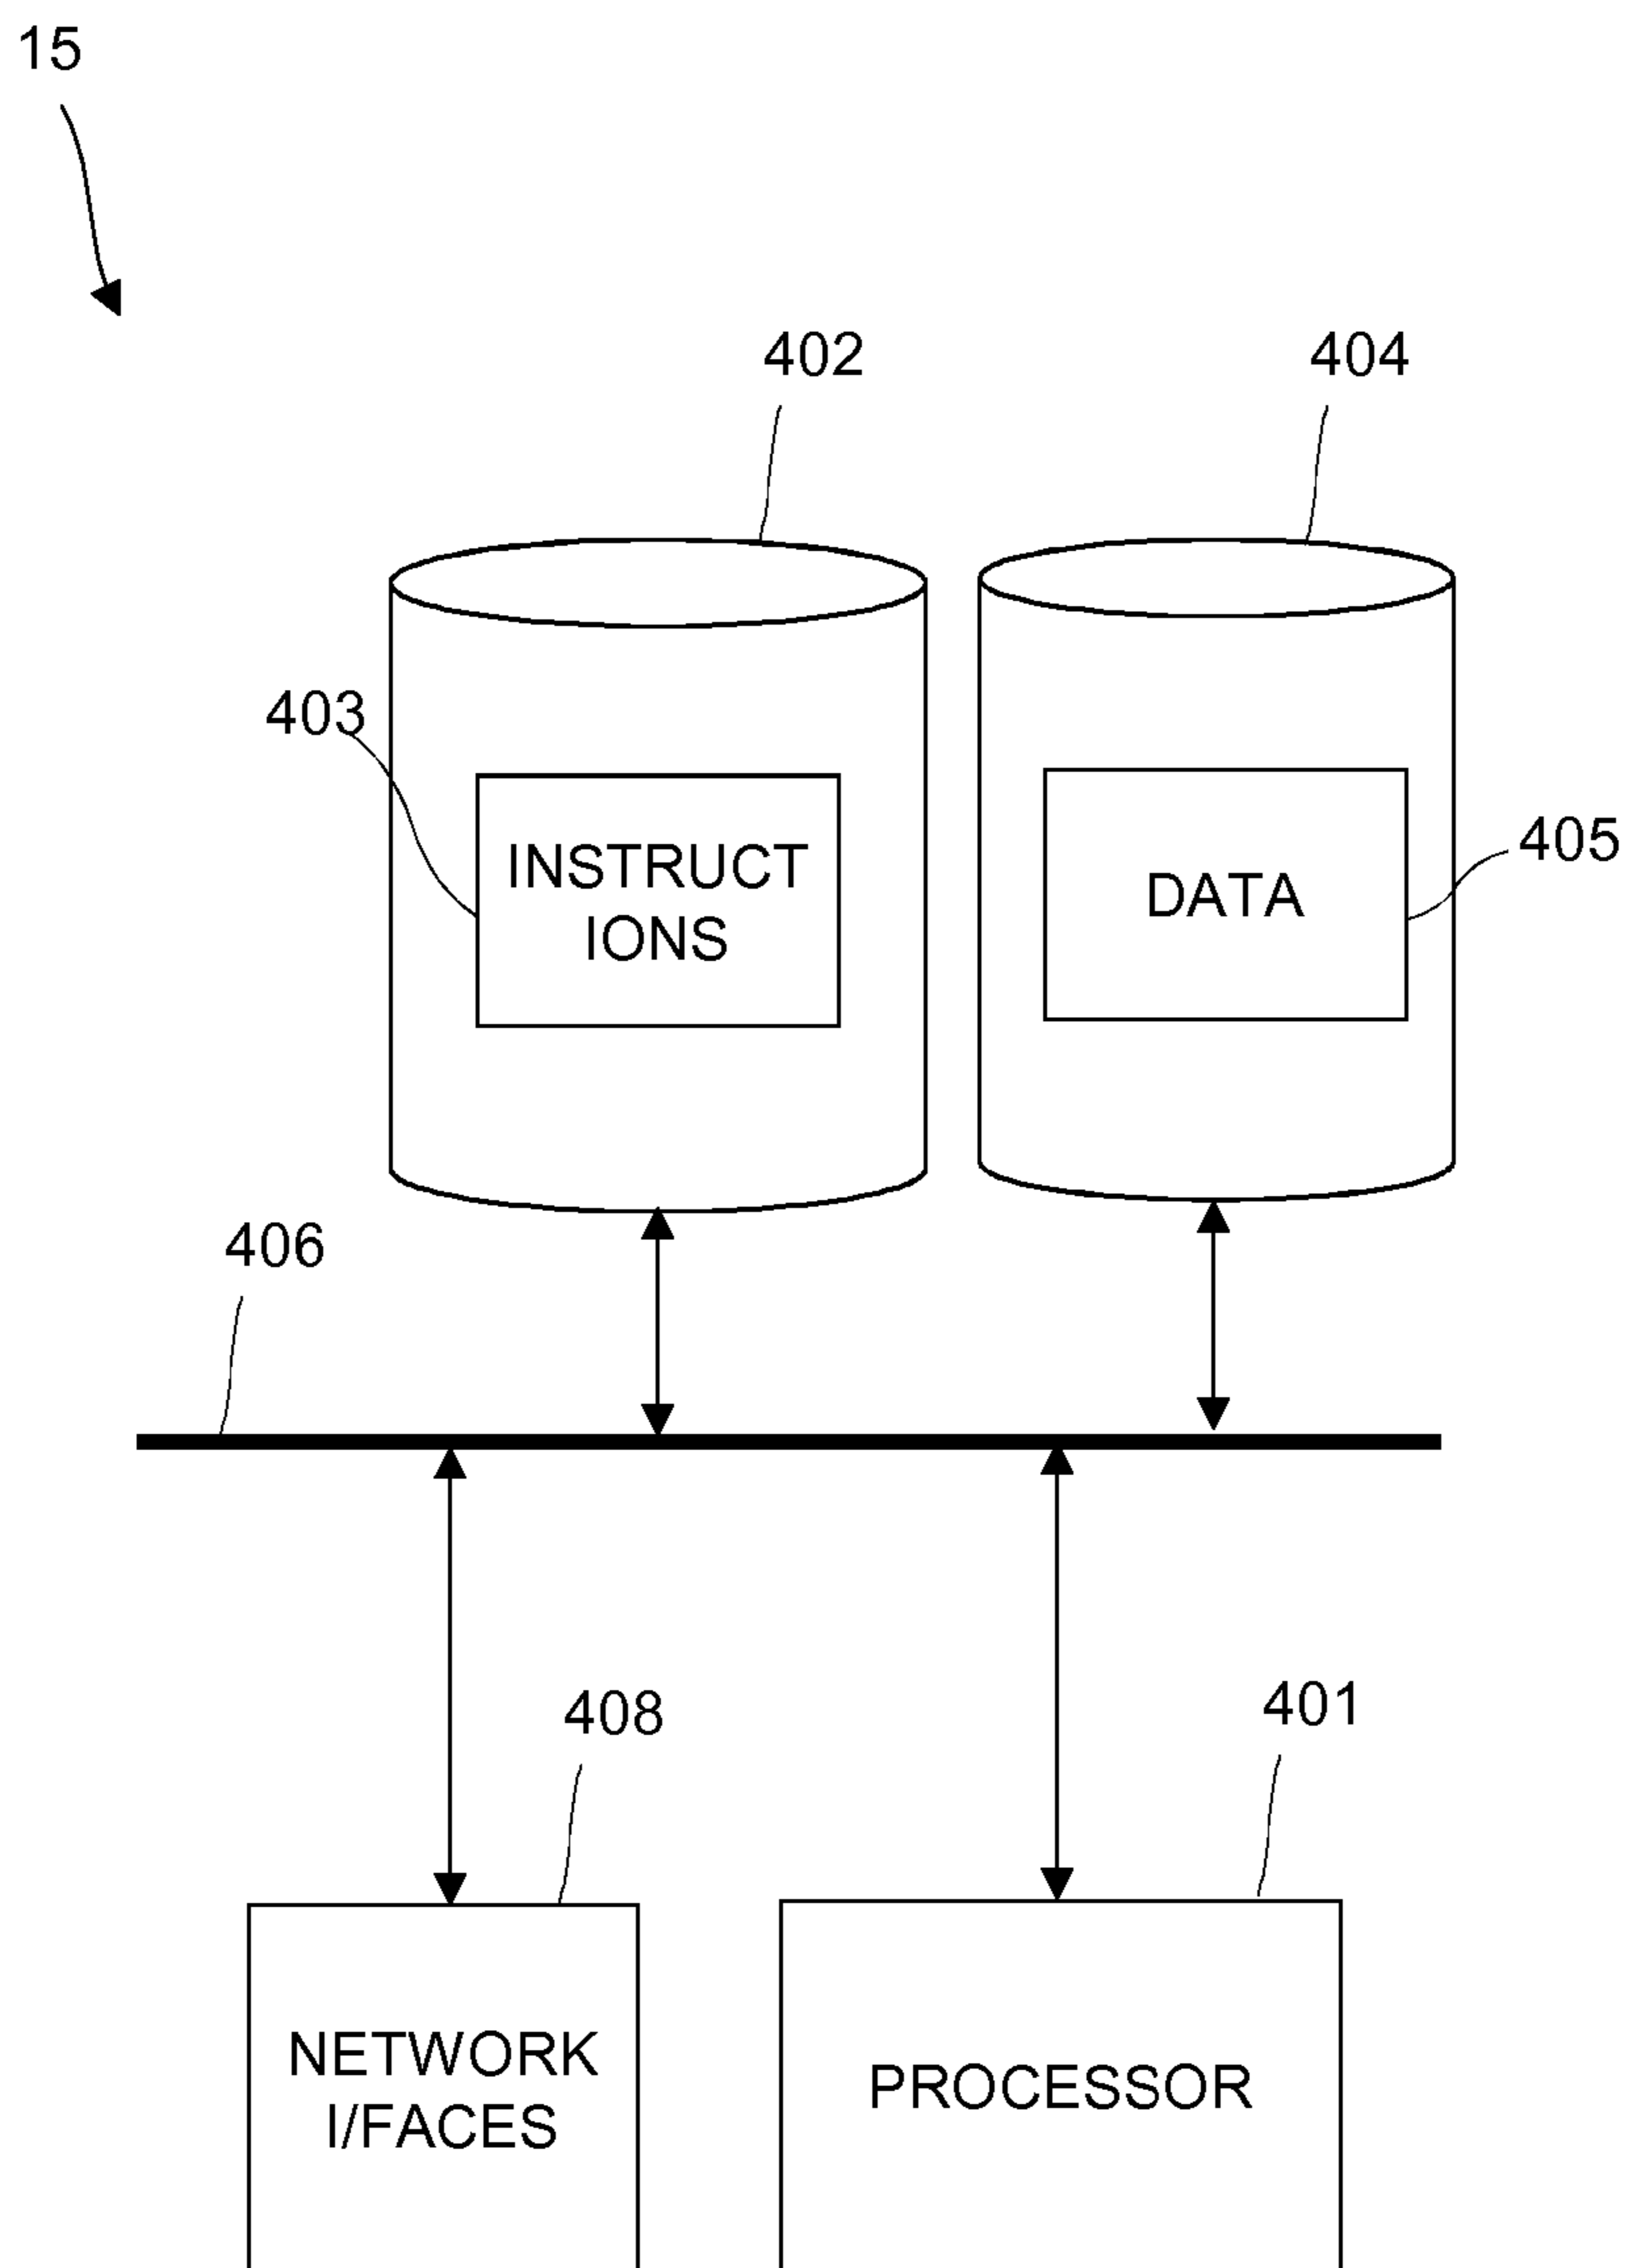 15
402
404
403
INSTRUCT
IONS
DATA
405
406
408
401
NETWORK
I/FACES
PROCESSOR